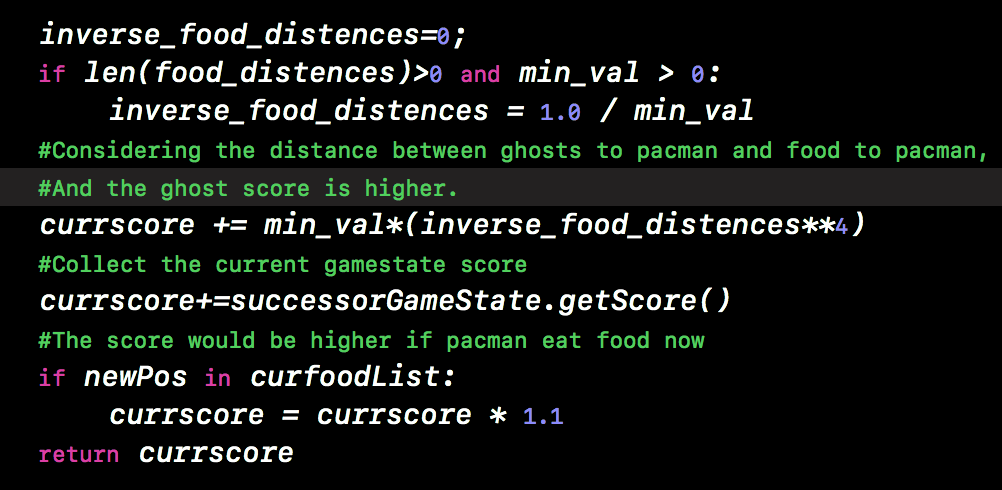 inverse_food_distences=0;
if len(food_distences)>0 and min_val > 0:
    inverse_food_distences = 1.0 / min_val
#Considering the distance between ghosts to pacman and food to pacman,
#And the ghost score is higher.
currscore += min_val*(inverse_food_distences**4)
#Collect the current gamestate score
currscore+=successorGameState.getScore()
#The score would be higher if pacman eat food now
if newPos in curfoodList:
    currscore = currscore * 1.1
return currscore